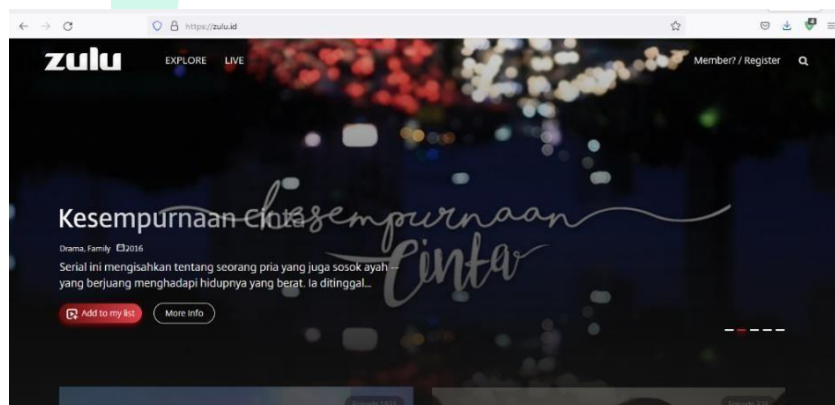 https://zulu.id
zulu EXPLORE LIVE Member? / Register
kesempurnaan
Cinta
Kesempurnaan Cinta
Drama, Family 2016
Serial ini mengisahkan tentang seorang pria yang juga sosok ayah --
yang berjuang menghadapi hidupnya yang berat. Ia ditinggal...
Add to my list More Info